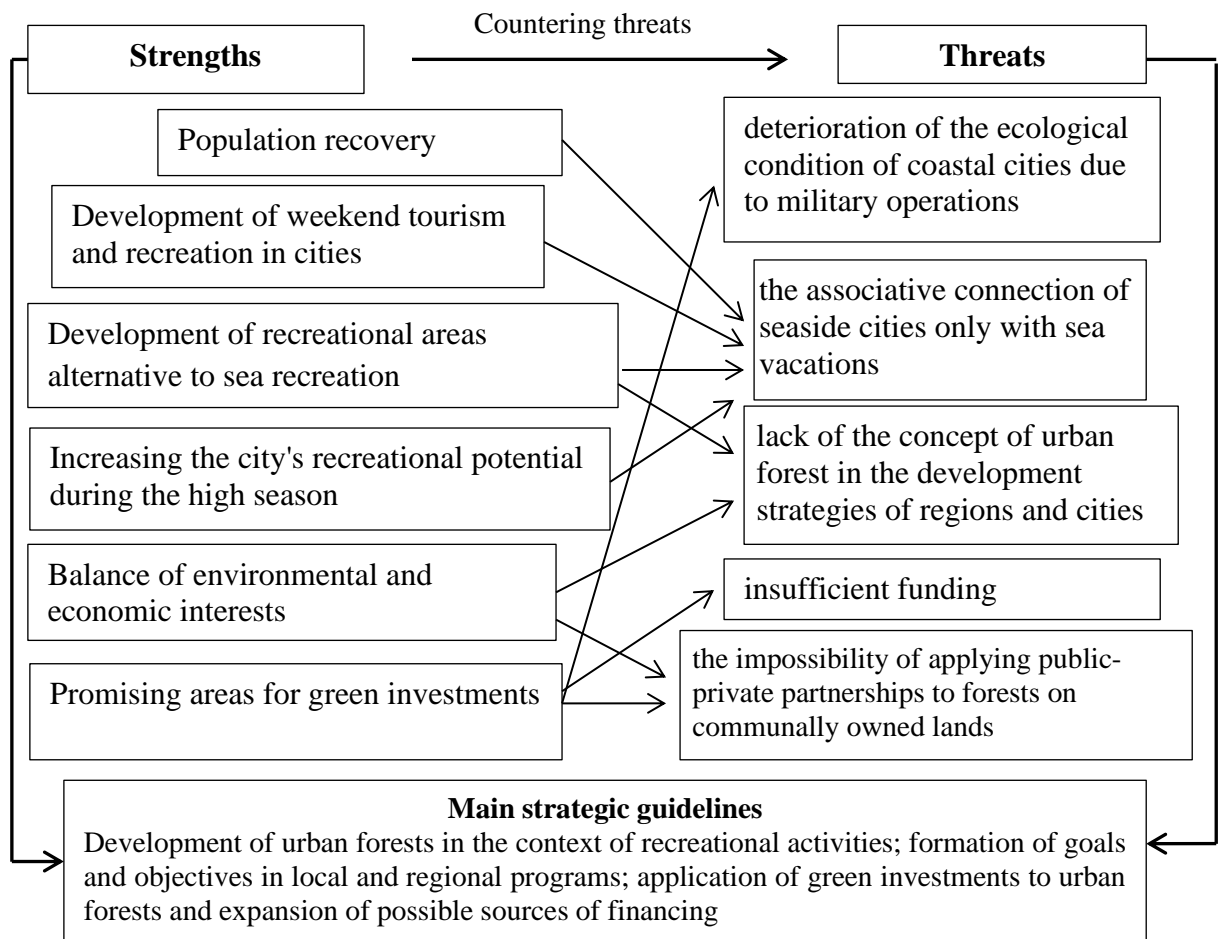 Countering threats
Strengths
Threats
Population recovery
Development of weekend tourism
and recreation in cities
Development of recreational areas
alternative to sea recreation
Increasing the city's recreational potential
during the high season
Balance of environmental and
economic interests
Promising areas for green investments
deterioration of the ecological
condition of coastal cities due
to military operations
the associative connection of
seaside cities only with sea
vacations
lack of the concept of urban
forest in the development
strategies of regions and cities
insufficient funding
the impossibility of applying public-
private partnerships to forests on
communally owned lands
Main strategic guidelines
Development of urban forests in the context of recreational activities; formation of goals
and objectives in local and regional programs; application of green investments to urban
forests and expansion of possible sources of financing